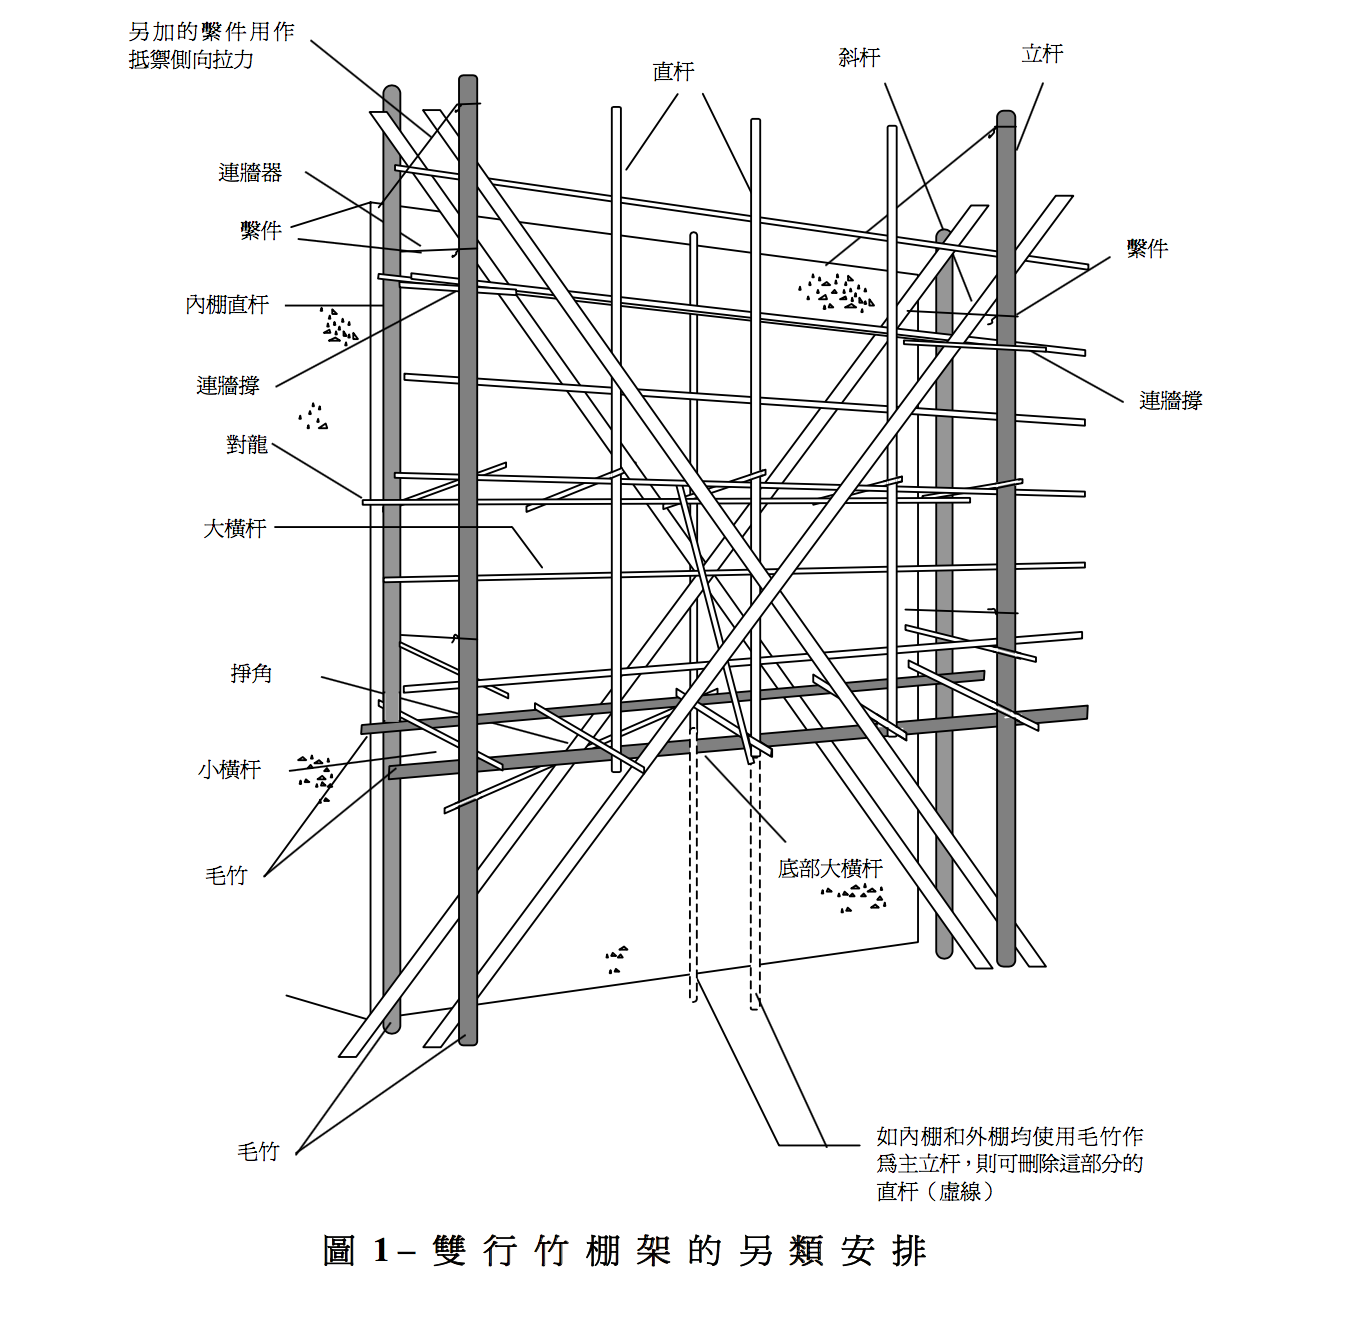 另加的繫件用作
抵禦側向拉力
直杆
斜杆
立杆
連牆器
繫件
繫件
內棚直杆
連牆撐
連牆撐
對龍
大橫杆
掙角
小橫杆
毛竹
底部大橫杆
毛竹
如內棚和外棚均使用毛竹作
爲主立杆，則可刪除這部分的
直杆（虛線）
圖 1 – 雙行竹棚架的另類安排